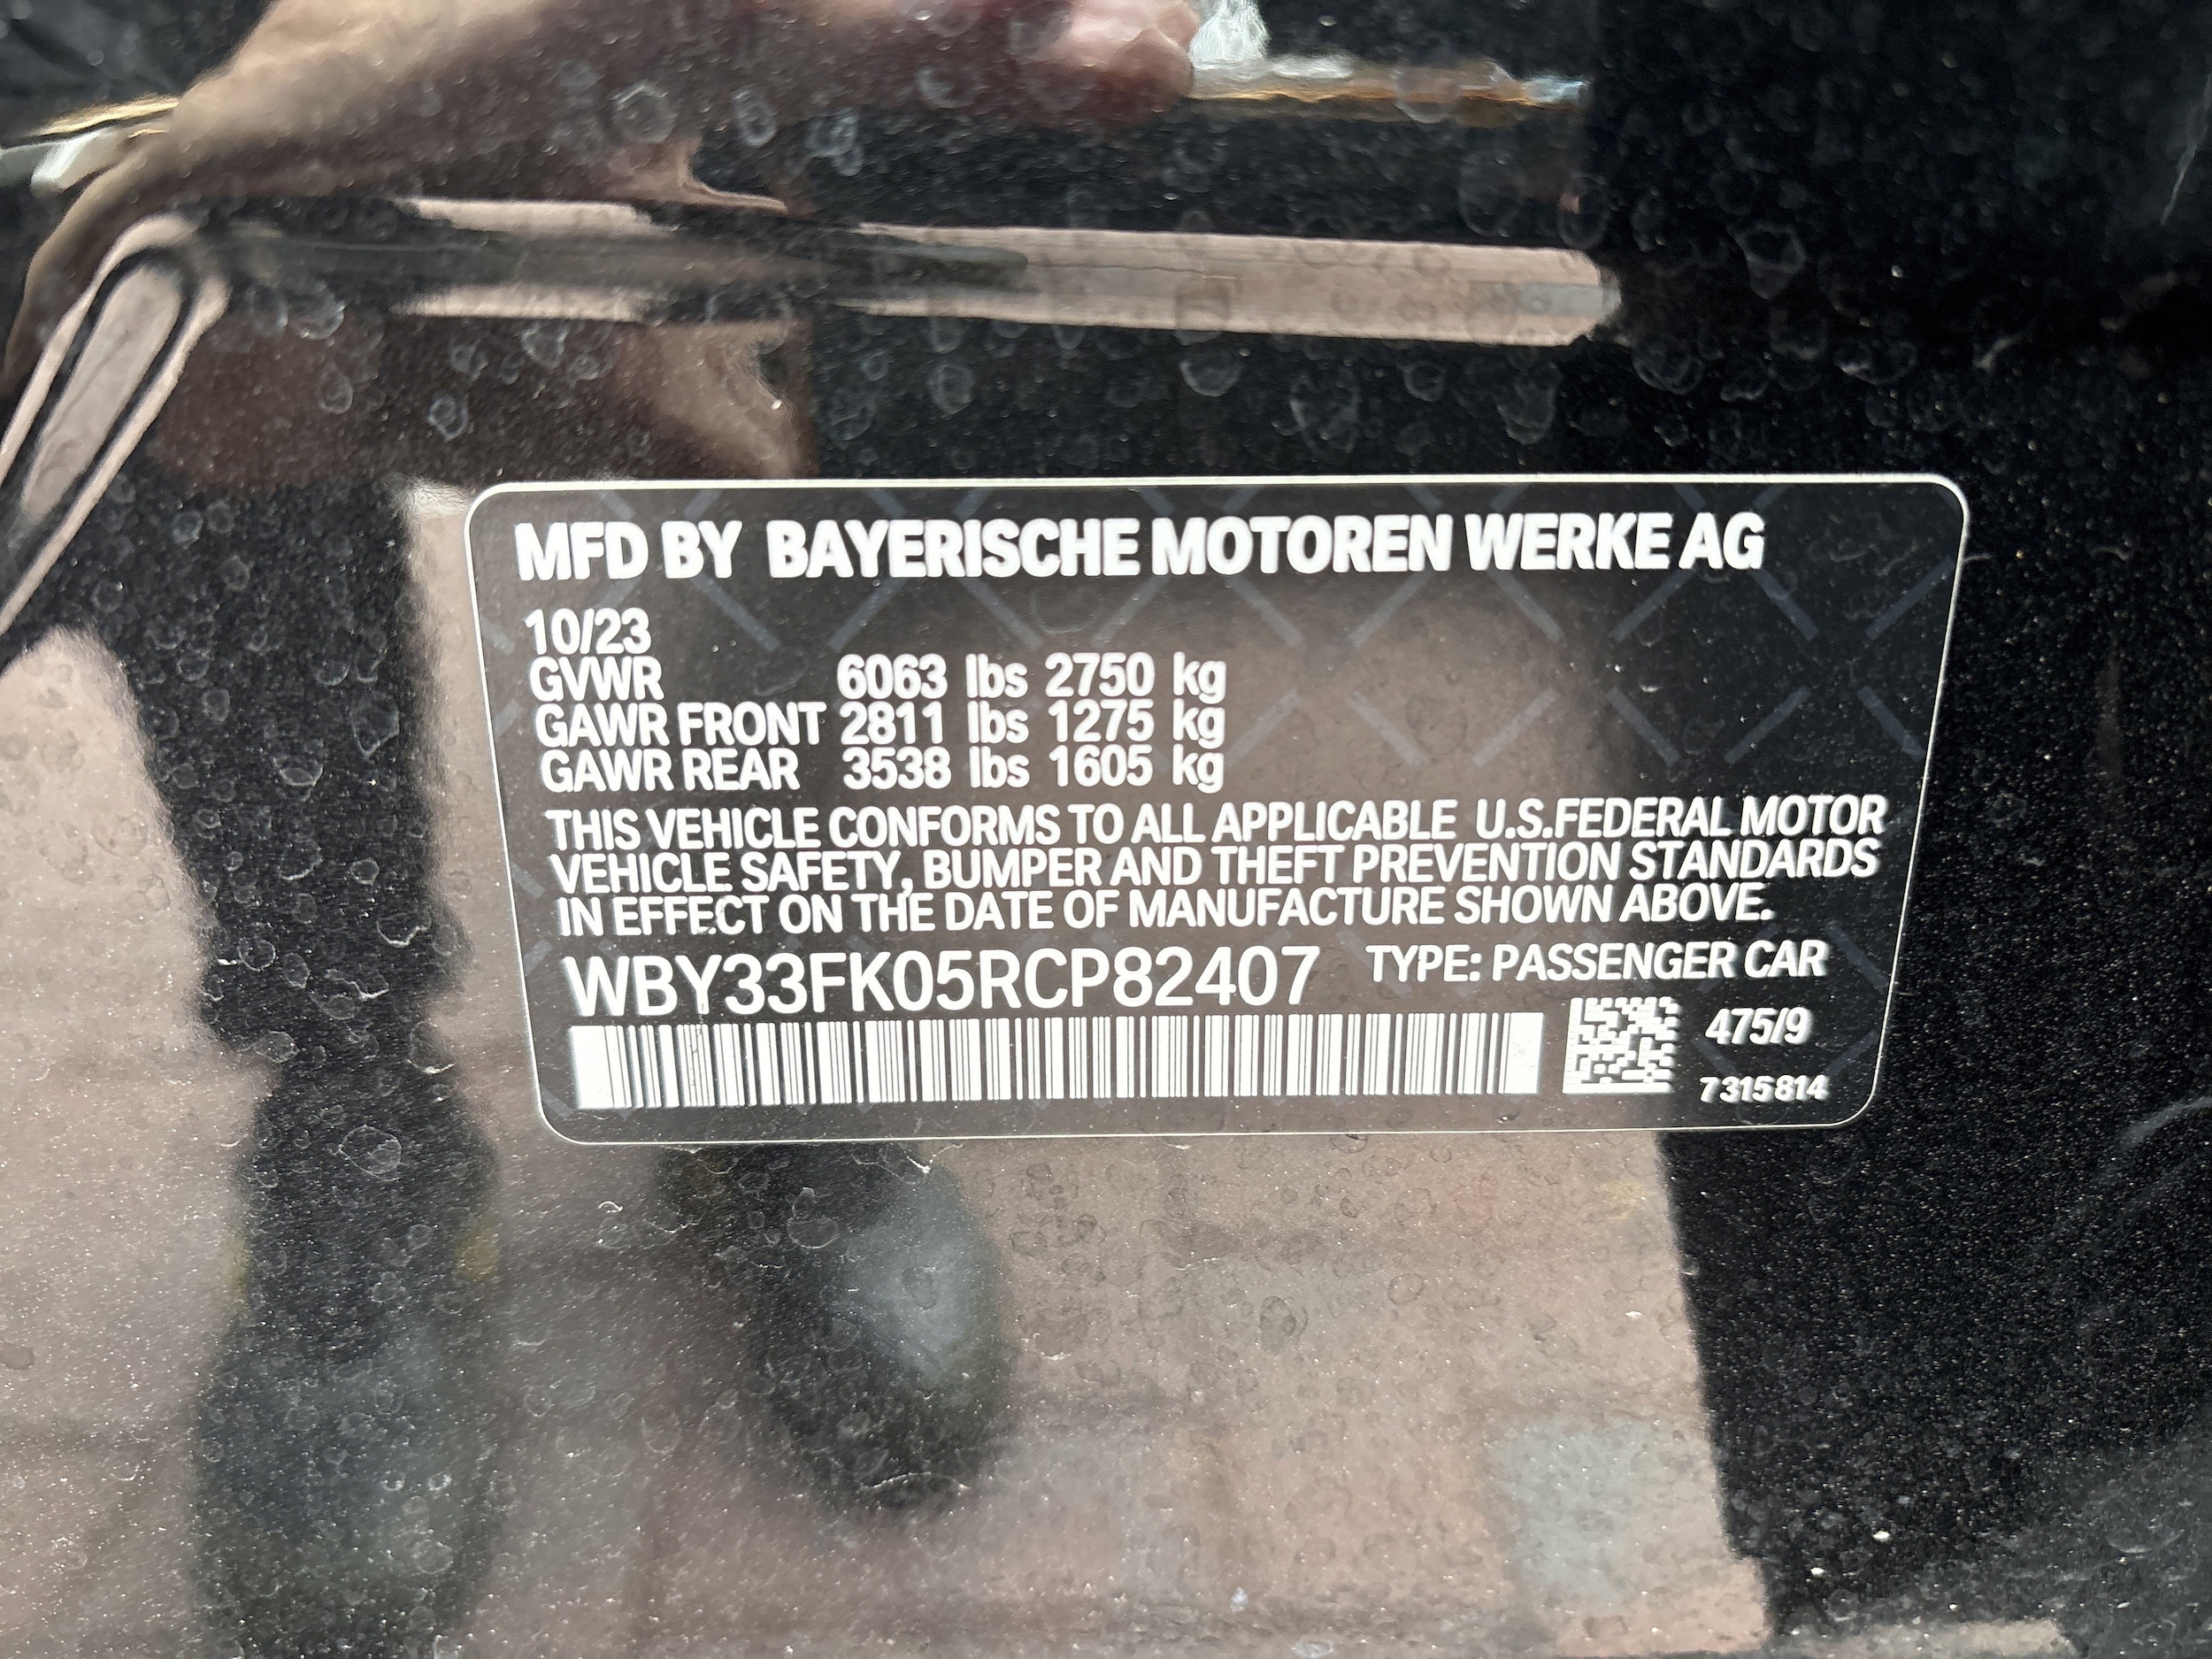 MFD BY BAYERISCHE MOTOREN WERKE AG
10/23
GVWR 6063 lbs 2750 kg
GAWR FRONT 2811 lbs 1275 kg
GAWR REAR 3538 lbs 1605 kg
THIS VEHICLE CONFORMS TO ALL APPLICABLE U.S.FEDERAL MOTOR
VEHICLE SAFETY, BUMPER AND THEFT PREVENTION STANDARDS
IN EFFECT ON THE DATE OF MANUFACTURE SHOWN ABOVE.
WBY33FK05RCP82407 TYPE: PASSENGER CAR
475/9
7315814